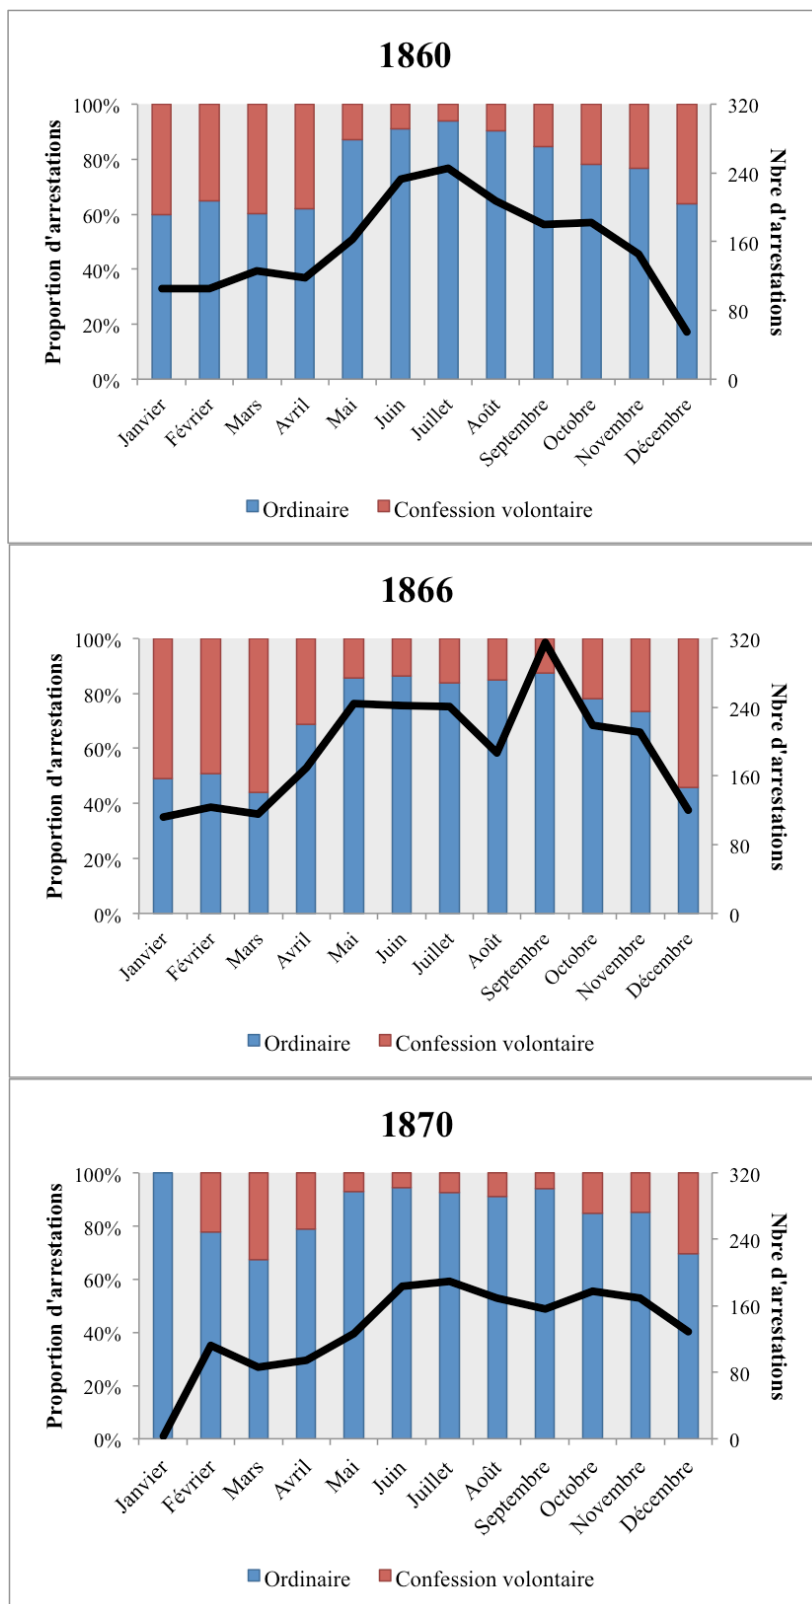 1860
Proportion d'arrestations
100%
80%
60%
40%
20%
0%
320
240
160
80
0
Nbre d'arrestations
Janvier
Février
Mars
Avril
Mai
Juin
Juillet
Août
Septembre
Octobre
Novembre
Décembre
Ordinaire Confession volontaire
1866
Proportion d'arrestations
100%
80%
60%
40%
20%
0%
320
240
160
80
0
Nbre d'arrestations
Janvier
Février
Mars
Avril
Mai
Juin
Juillet
Août
Septembre
Octobre
Novembre
Décembre
Ordinaire Confession volontaire
1870
Proportion d'arrestations
100%
80%
60%
40%
20%
0%
320
240
160
80
0
Nbre d'arrestations
Janvier
Février
Mars
Avril
Mai
Juin
Juillet
Août
Septembre
Octobre
Novembre
Décembre
Ordinaire Confession volontaire